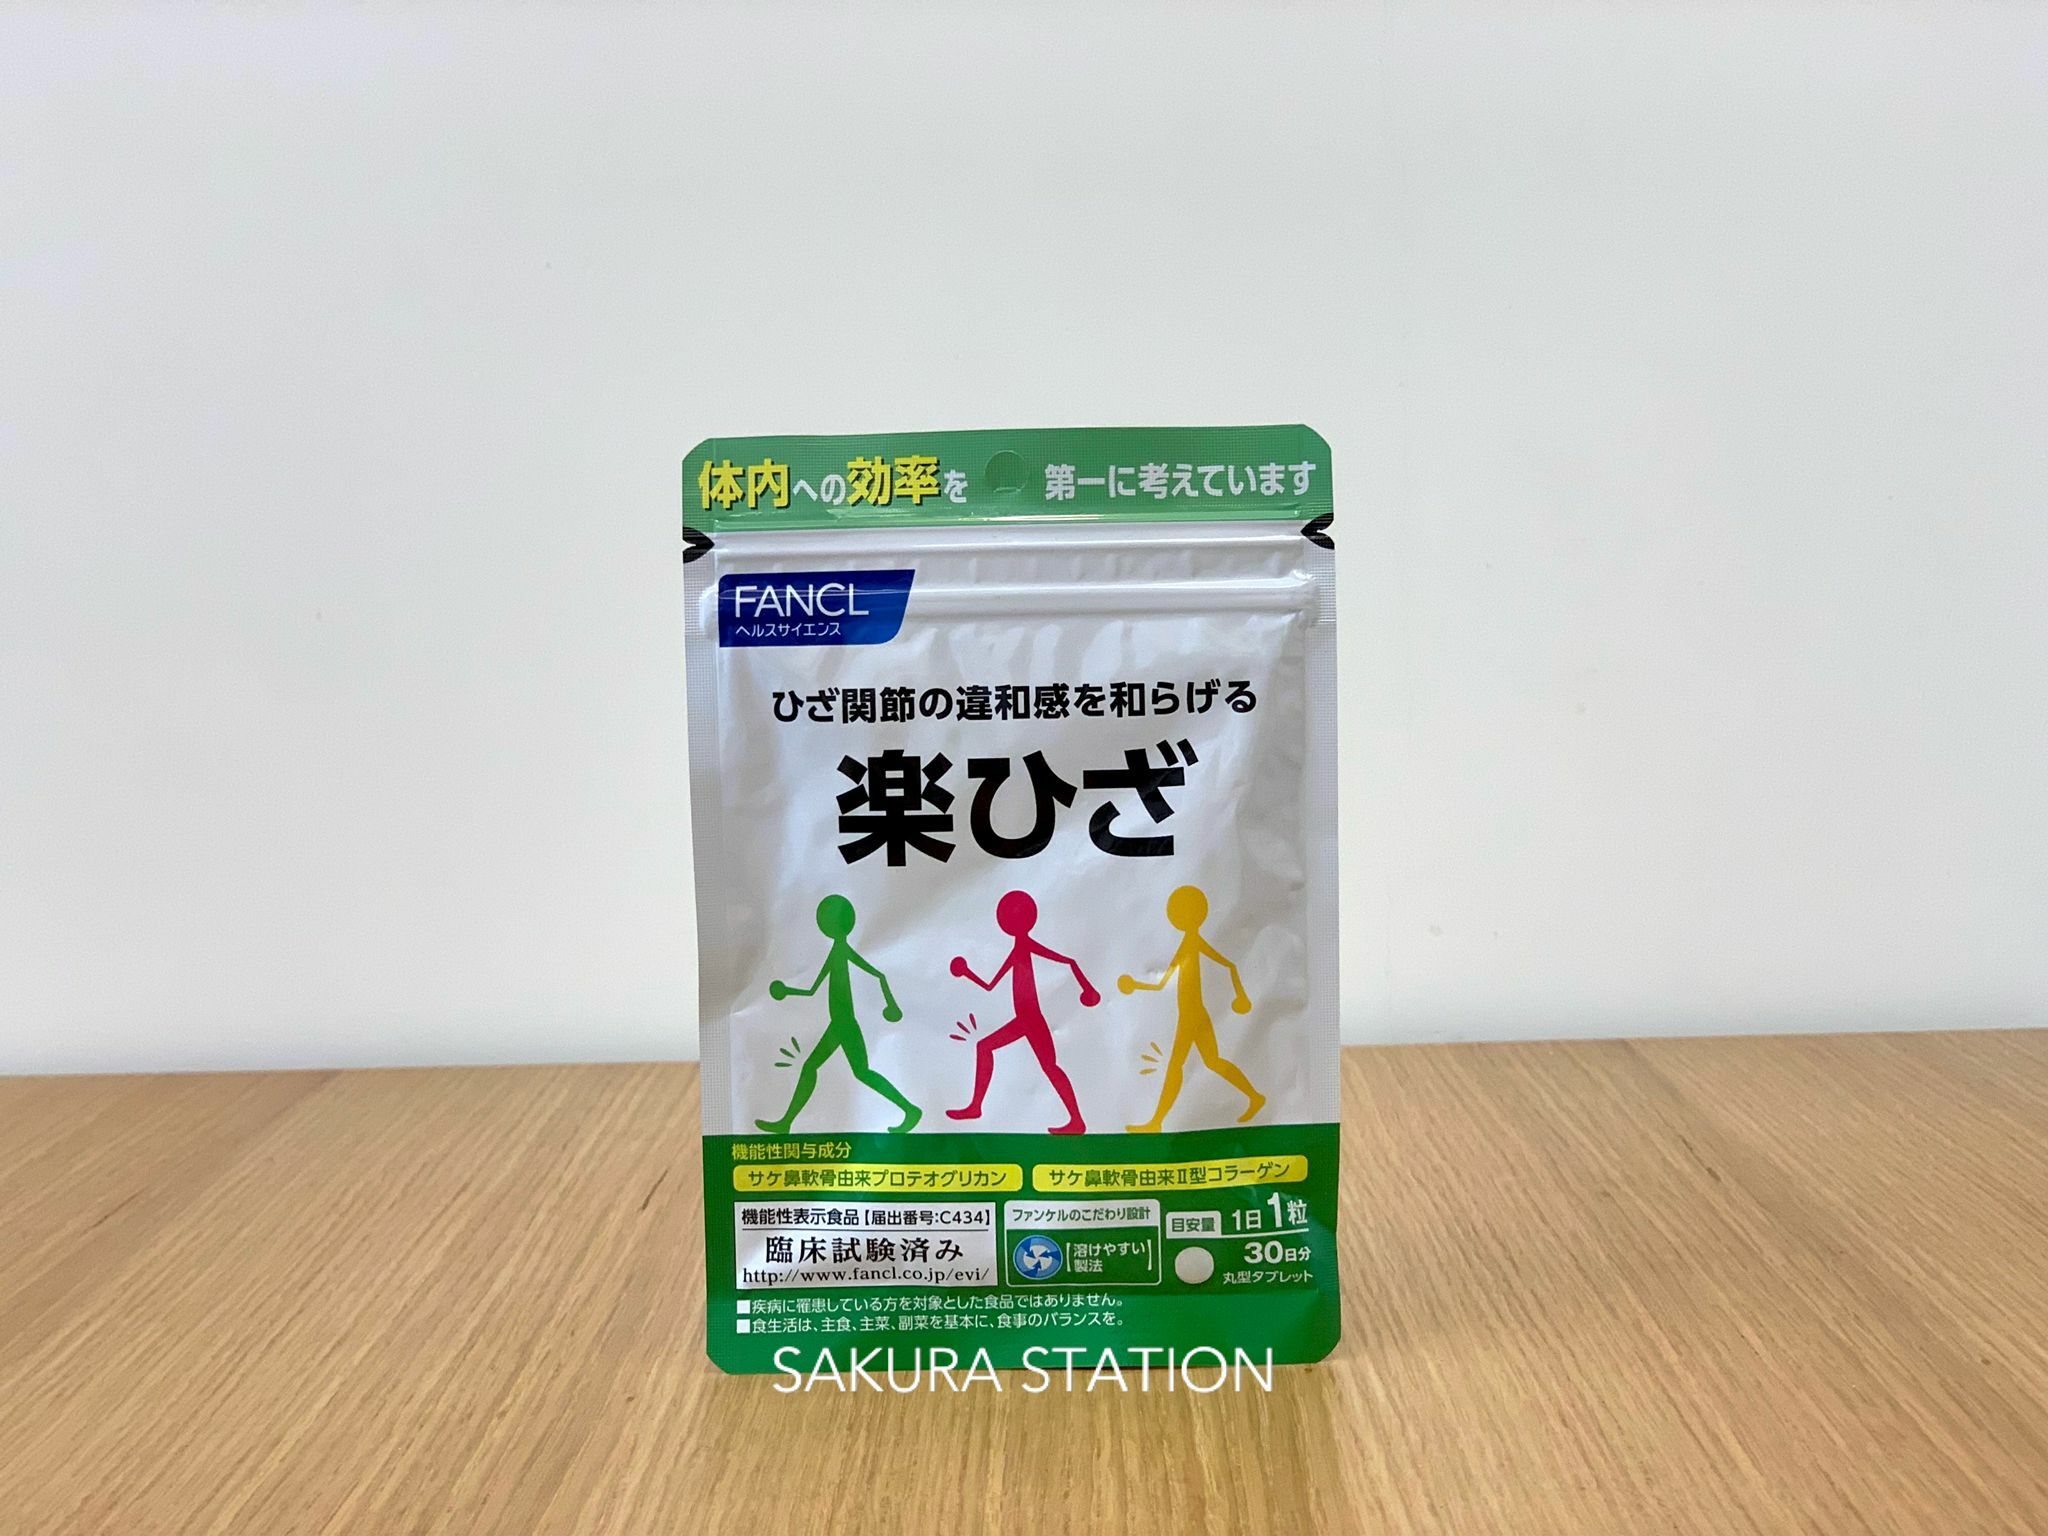 体内への効率を 第一に考えています
FANCL
ヘルスサイエンス
ひざ関節の違和感を和らげる
楽ひざ
機能性関与成分
サケ鼻軟骨由来プロテオグリカン サケ鼻軟骨由来Ⅱ型コラーゲン
機能性表示食品【届出番号:C434】
臨床試験済み
http://www.fancl.co.jp/evi/
ファンケルのこだわり設計
[溶けやすい
製法]
目安量 1日1粒
30日分
丸型タブレット
■疾病に罹患している方を対象とした食品ではありません。
■食生活は、主食、主菜、副菜を基本に、食事のバランスを。
SAKURA STATION